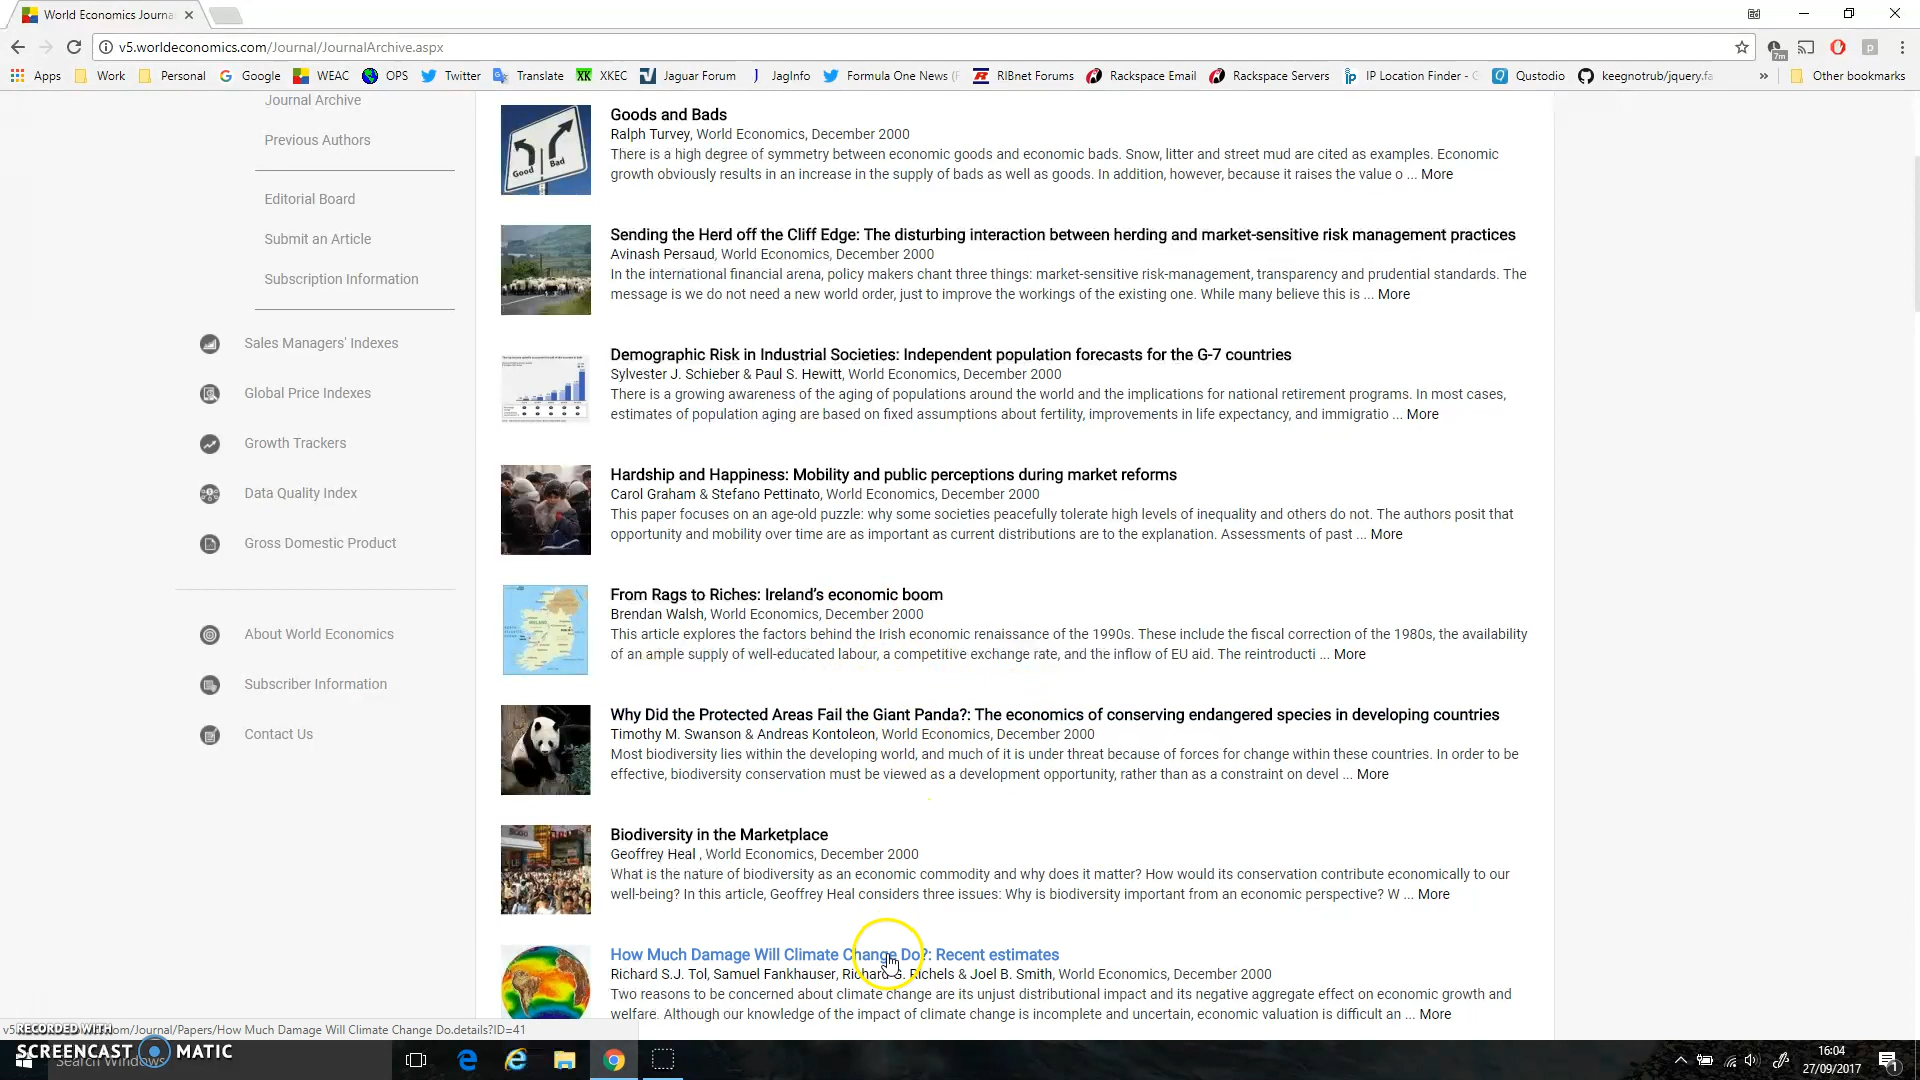 World Economics Journa
v5.worldeconomics.com/Journal/JournalArchive.aspx
7m
p
Apps Work Personal Google WEAC OPS Twitter Translate XKEC Jaguar Forum JagInfo Formula One News (F RIBnet Forums Rackspace Email Rackspace Servers IP Location Finder - Qustodio keegnotrub/jquery.fa » Other bookmarks
Journal Archive
Previous Authors
Editorial Board
Submit an Article
Subscription Information
Sales Managers' Indexes
Global Price Indexes
Growth Trackers
Data Quality Index
Gross Domestic Product
About World Economics
Subscriber Information
Contact Us
Good Bad
Goods and Bads
Ralph Turvey, World Economics, December 2000
There is a high degree of symmetry between economic goods and economic bads. Snow, litter and street mud are cited as examples. Economic
growth obviously results in an increase in the supply of bads as well as goods. In addition, however, because it raises the value o ... More
Sending the Herd off the Cliff Edge: The disturbing interaction between herding and market-sensitive risk management practices
Avinash Persaud, World Economics, December 2000
In the international financial arena, policy makers chant three things: market-sensitive risk-management, transparency and prudential standards. The
message is we do not need a new world order, just to improve the workings of the existing one. While many believe this is ... More
Demographic Risk in Industrial Societies: Independent population forecasts for the G-7 countries
Sylvester J. Schieber & Paul S. Hewitt, World Economics, December 2000
There is a growing awareness of the aging of populations around the world and the implications for national retirement programs. In most cases,
estimates of population aging are based on fixed assumptions about fertility, improvements in life expectancy, and immigratio ... More
Hardship and Happiness: Mobility and public perceptions during market reforms
Carol Graham & Stefano Pettinato, World Economics, December 2000
This paper focuses on an age-old puzzle: why some societies peacefully tolerate high levels of inequality and others do not. The authors posit that
opportunity and mobility over time are as important as current distributions are to the explanation. Assessments of past ... More
From Rags to Riches: Ireland’s economic boom
Brendan Walsh, World Economics, December 2000
This article explores the factors behind the Irish economic renaissance of the 1990s. These include the fiscal correction of the 1980s, the availability
of an ample supply of well-educated labour, a competitive exchange rate, and the inflow of EU aid. The reintroducti ... More
Why Did the Protected Areas Fail the Giant Panda?: The economics of conserving endangered species in developing countries
Timothy M. Swanson & Andreas Kontoleon, World Economics, December 2000
Most biodiversity lies within the developing world, and much of it is under threat because of forces for change within these countries. In order to be
effective, biodiversity conservation must be viewed as a development opportunity, rather than as a constraint on devel ... More
Biodiversity in the Marketplace
Geoffrey Heal , World Economics, December 2000
What is the nature of biodiversity as an economic commodity and why does it matter? How would its conservation contribute economically to our
well-being? In this article, Geoffrey Heal considers three issues: Why is biodiversity important from an economic perspective? W ... More
How Much Damage Will Climate Change Do?: Recent estimates
Richard S.J. Tol, Samuel Fankhauser, Richard G. Richels & Joel B. Smith, World Economics, December 2000
Two reasons to be concerned about climate change are its unjust distributional impact and its negative aggregate effect on economic growth and
welfare. Although our knowledge of the impact of climate change is incomplete and uncertain, economic valuation is difficult an ... More
om/Journal/Papers/How Much Damage Will Climate Change Do.details?ID=41
RECORDED WITH
SCREENCAST MATIC
Search Windows
16:04
27/09/2017
1